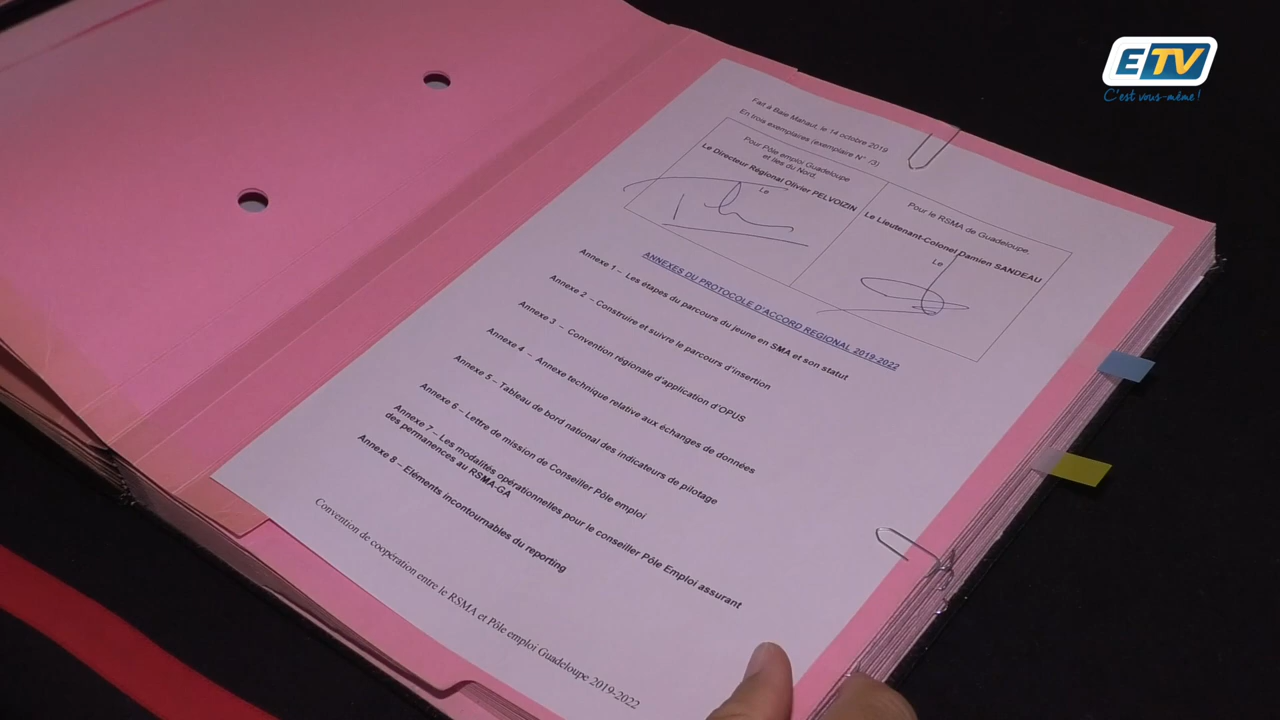 ETV
C'est vous-même!
Fait à Baie Mahault, le 14 octobre 2019
En trois exemplaires (exemplaire N° /3)
Pour Pôle emploi Guadeloupe
et Iles du Nord,
Le Directeur Régional Olivier PELVOIZIN
Le
Pour le RSMA de Guadeloupe,
Le Lieutenant-Colonel Damien SANDEAU
Le
ANNEXES DU PROTOCOLE D'ACCORD REGIONAL 2019-2022
Annexe 1 – Les étapes du parcours du jeune en SMA et son statut
Annexe 2 – Construire et suivre le parcours d'insertion
Annexe 3 – Convention régionale d'application d'OPUS
Annexe 4 – Annexe technique relative aux échanges de données
Annexe 5 – Tableau de bord national des indicateurs de pilotage
Annexe 6 – Lettre de mission de Conseiller Pôle emploi
Annexe 7 – Les modalités opérationnelles pour le conseiller Pôle Emploi assurant
des permanences au RSMA-GA
Annexe 8 – Eléments incontournables du reporting
Convention de coopération entre le RSMA et Pôle emploi Guadeloupe 2019-2022